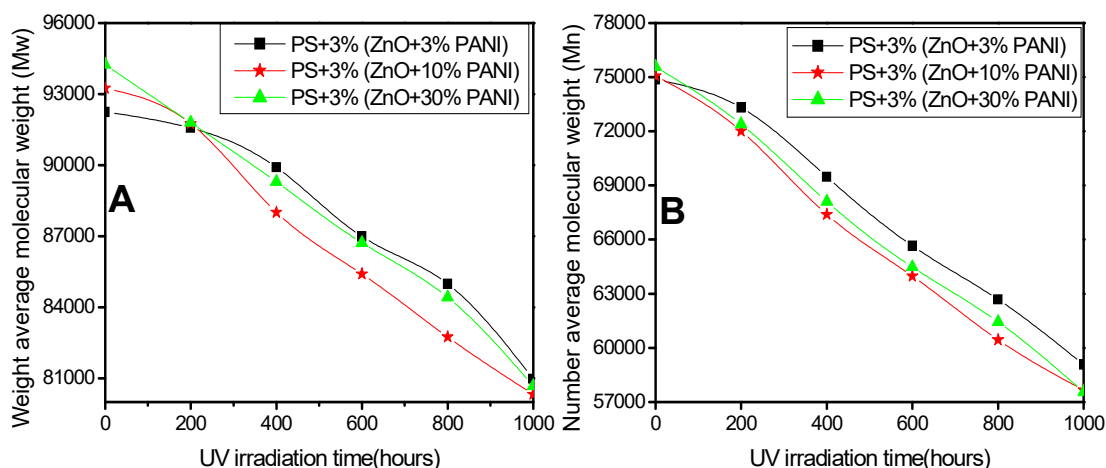 96000
93000
90000
87000
84000
81000
Weight average molecular weight (Mw)
PS+3% (ZnO+3% PANI)
PS+3% (ZnO+10% PANI)
PS+3% (ZnO+30% PANI)
A
0
200
400
600
800
1000
UV irradiation time(hours)
78000
75000
72000
69000
66000
63000
60000
57000
Number average molecular weight (Mn)
PS+3% (ZnO+3% PANI)
PS+3% (ZnO+10% PANI)
PS+3% (ZnO+30% PANI)
B
0
200
400
600
800
1000
UV irradiation time(hours)